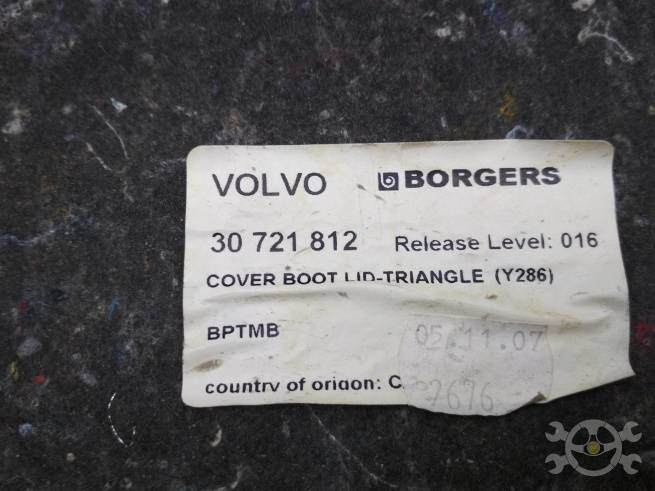 VOLVO BORGERS
30 721 812 Release Level: 016
COVER BOOT LID-TRIANGLE (Y286)
BPTMB 05.11.07
country of origon: C 7676